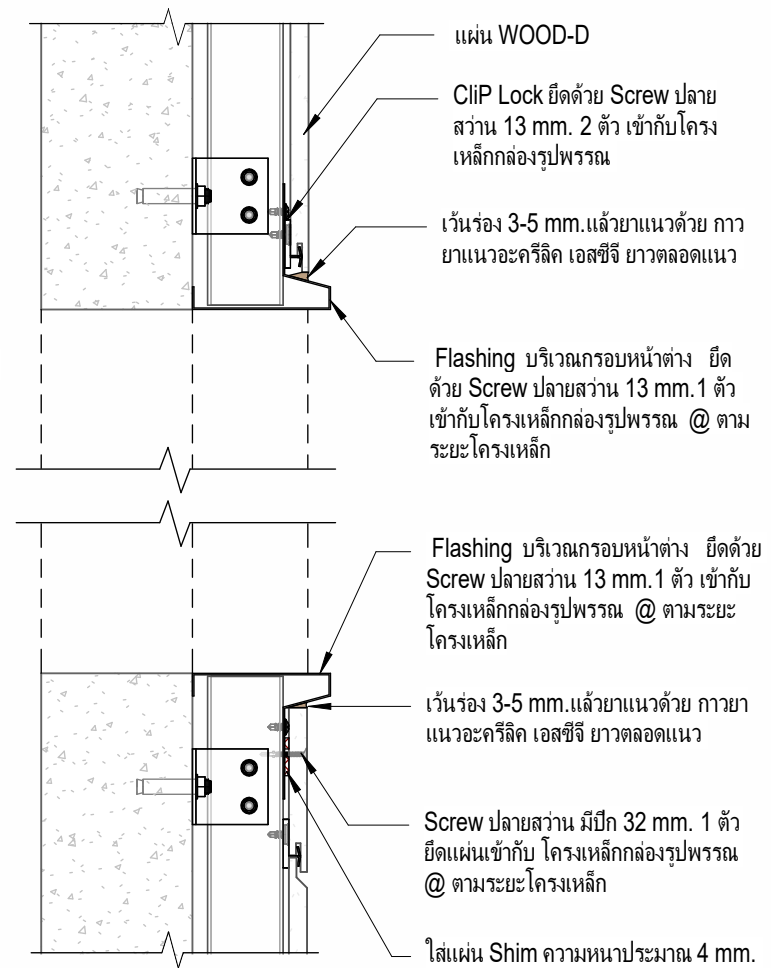 แผ่น WOOD-D
CliP Lock ยึดด้วย Screw ปลาย
สว่าน 13 mm. 2 ตัว เข้ากับโครง
เหล็กกล่องรูปพรรณ
เว้นร่อง 3-5 mm.แล้วยาแนวด้วย กาว
ยาแนวอะครีลิค เอสซีจี ยาวตลอดแนว
Flashing บริเวณกรอบหน้าต่าง ยึด
ด้วย Screw ปลายสว่าน 13 mm.1 ตัว
เข้ากับโครงเหล็กกล่องรูปพรรณ @ ตาม
ระยะโครงเหล็ก
Flashing บริเวณกรอบหน้าต่าง ยึดด้วย
Screw ปลายสว่าน 13 mm.1 ตัว เข้ากับ
โครงเหล็กกล่องรูปพรรณ @ ตามระยะ
โครงเหล็ก
เว้นร่อง 3-5 mm.แล้วยาแนวด้วย กาวยา
แนวอะครีลิค เอสซีจี ยาวตลอดแนว
Screw ปลายสว่าน มีปีก 32 mm. 1 ตัว
ยึดแผ่นเข้ากับ โครงเหล็กกล่องรูปพรรณ
@ ตามระยะโครงเหล็ก
ใส่แผ่น Shim ความหนาประมาณ 4 mm.